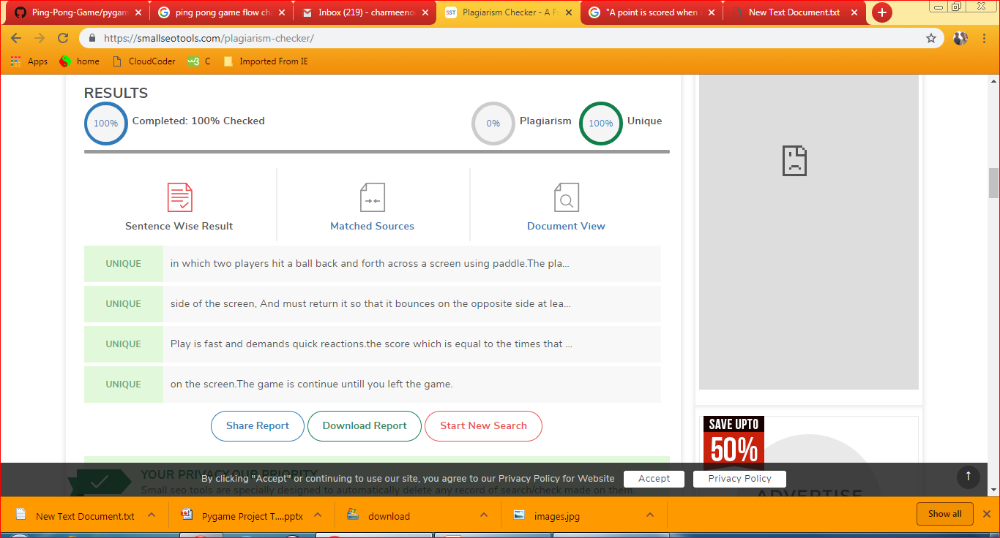 Ping-Pong-Game/pygam
ping pong game flow cha
Inbox (219) - charmeeno
Plagiarism Checker - A F
"A point is scored when a
New Text Document.txt
https://smallseotools.com/plagiarism-checker/
Apps
home
CloudCoder
w3
C
Imported From IE
RESULTS
100%
Completed: 100% Checked
0%
Plagiarism
100%
Unique
Sentence Wise Result
Matched Sources
Document View
UNIQUE in which two players hit a ball back and forth across a screen using paddle.The pla...
UNIQUE side of the screen, And must return it so that it bounces on the opposite side at lea...
UNIQUE Play is fast and demands quick reactions.the score which is equal to the times that ...
UNIQUE on the screen.The game is continue untill you left the game.
Share Report
Download Report
Start New Search
SAVE UPTO
50%
YOUR PRIVACY,OUR PRIORITY
By clicking "Accept" or continuing to use our site, you agree to our Privacy Policy for Website
Accept
Privacy Policy
Small seo tools are specially designed to automatically delete any record of search/check made on them.
ADVERTISE
New Text Document.txt
Pygame Project T....pptx
download
images.jpg
Show all